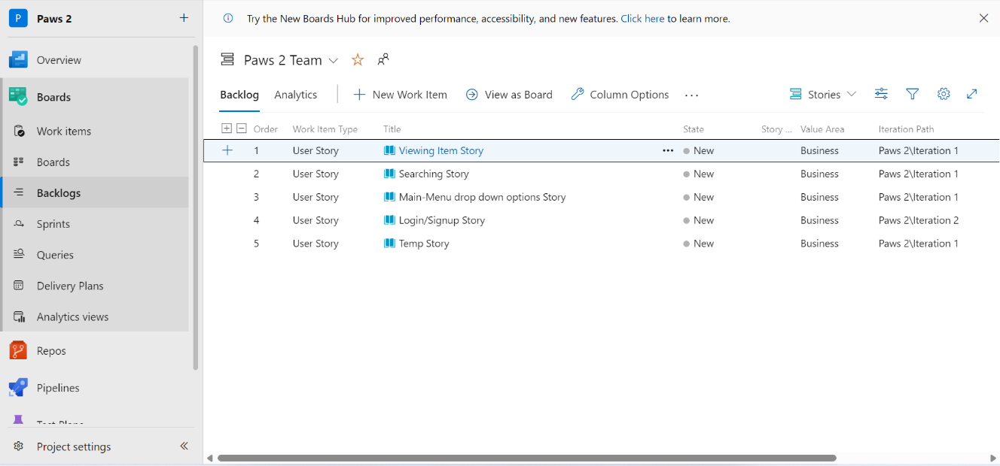 P Paws 2
Try the New Boards Hub for improved performance, accessibility, and new features. Click here to learn more.
Overview
Boards
Work items
Boards
Backlogs
Sprints
Queries
Delivery Plans
Analytics views
Repos
Pipelines
Test Plans
Project settings
Paws 2 Team
Backlog Analytics New Work Item View as Board Column Options ... Stories
Order Work Item Type Title State Story ... Value Area Iteration Path
1 User Story Viewing Item Story ... New Business Paws 2\Iteration 1
2 User Story Searching Story New Business Paws 2\Iteration 1
3 User Story Main-Menu drop down options Story New Business Paws 2\Iteration 1
4 User Story Login/Signup Story New Business Paws 2\Iteration 2
5 User Story Temp Story New Business Paws 2\Iteration 1